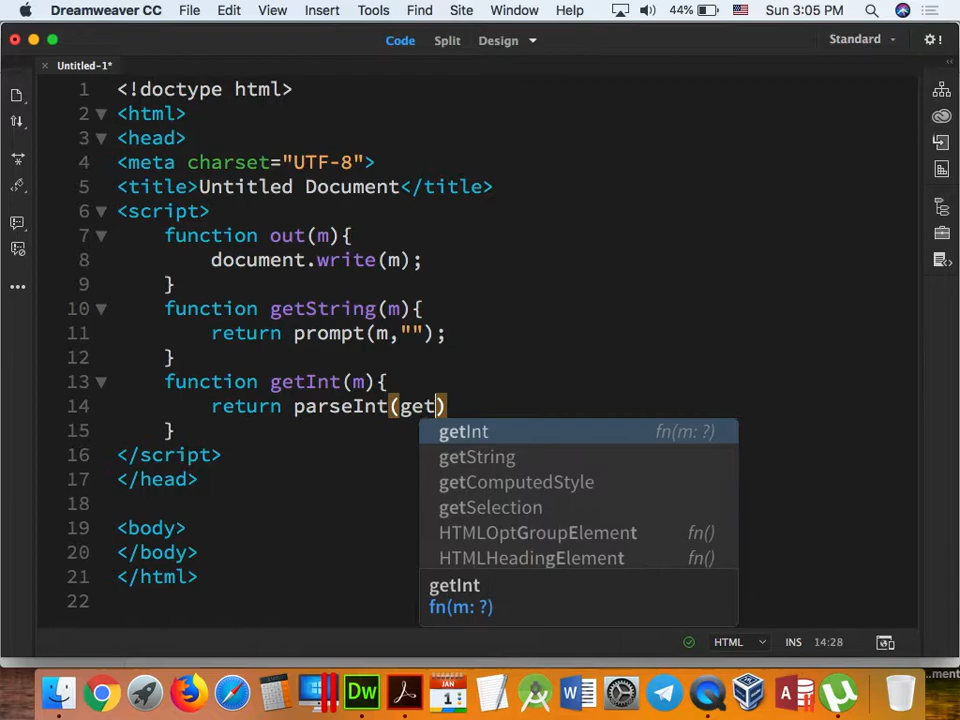 Dreamweaver CC File Edit View Insert Tools Find Site Window Help 44% Sun 3:05 PM
Code Split Design Standard
Untitled-1*
1 <!doctype html>
2 <html>
3 <head>
4 <meta charset="UTF-8">
5 <title>Untitled Document</title>
6 <script>
7 function out(m){
8 document.write(m);
9 }
10 function getString(m){
11 return prompt(m,"");
12 }
13 function getInt(m){
14 return parseInt(get)
15 }
getInt fn(m: ?)
16 </script>
getString
17 </head>
getComputedStyle
18
getSelection
19 <body>
HTMLOptGroupElement fn()
20 </body>
HTMLHeadingElement fn()
21 </html>
getInt
22
fn(m: ?)
HTML INS 14:28
JAN
1
Dw
W
A
...ment